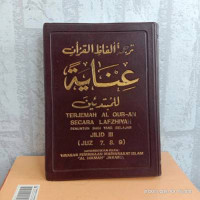 ترجمة ألفاظ القرآن
عناية
للمبتدئين
TERJEMAH AL QUR-AN
SECARA LAFZHIYAH
PENUNTUN BAGI YANG BELAJAR
JILID III
(JUZ 7, 8, 9)